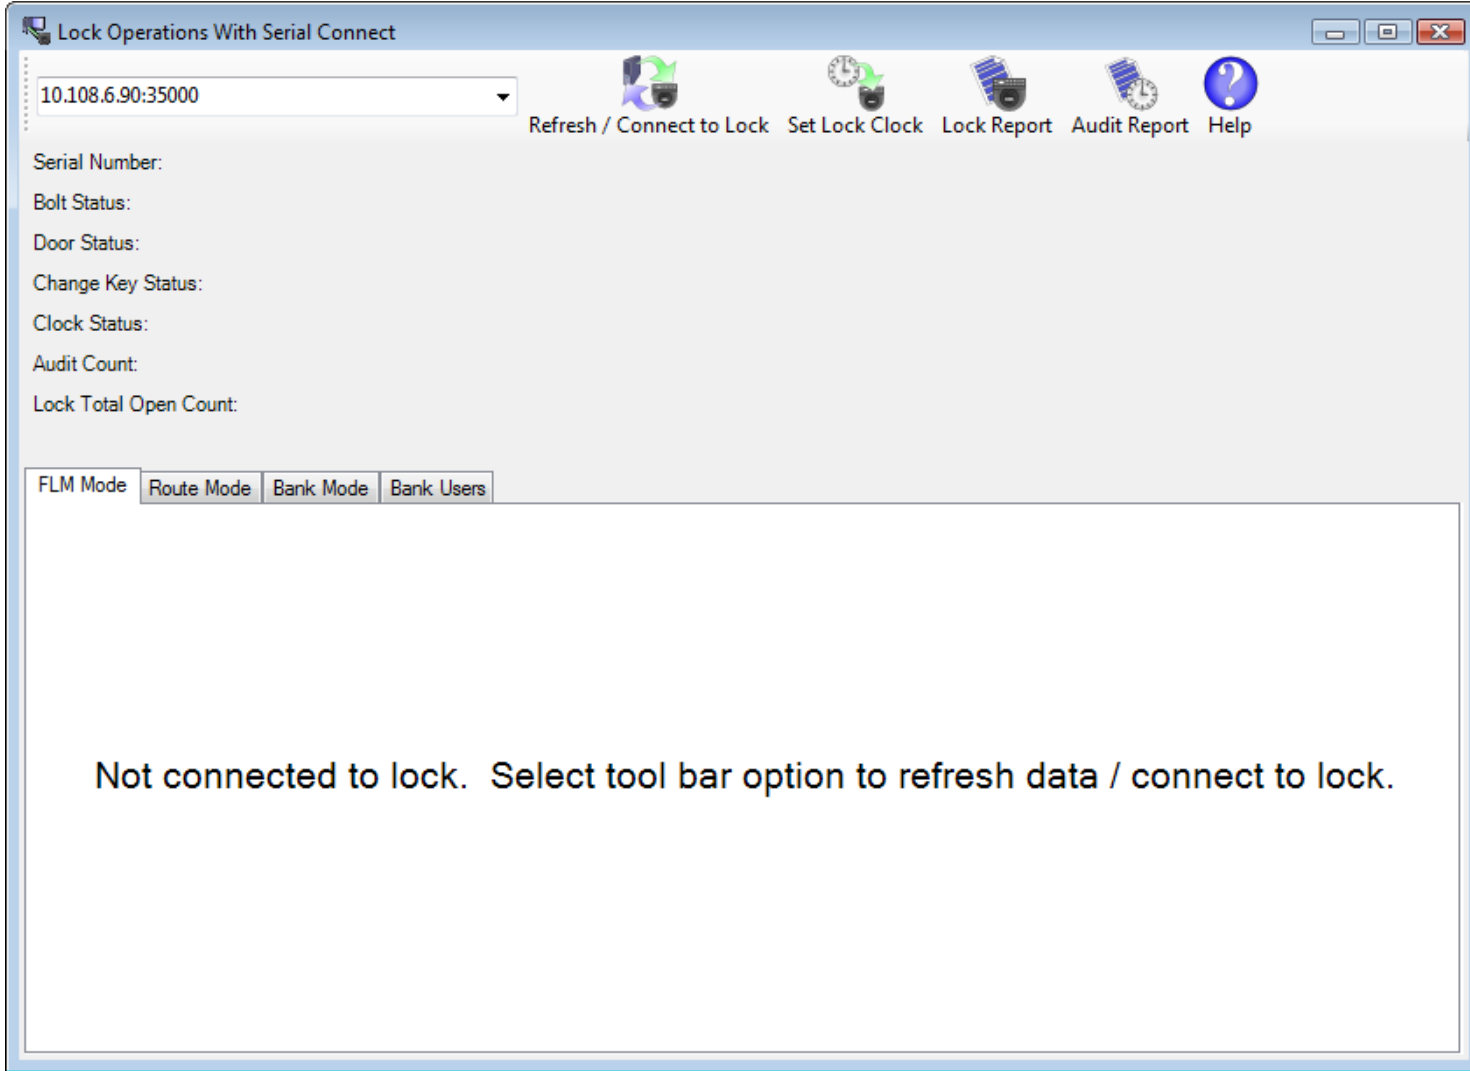 Lock Operations With Serial Connect
10.108.6.90:35000
Refresh / Connect to Lock Set Lock Clock Lock Report Audit Report Help
Serial Number:
Bolt Status:
Door Status:
Change Key Status:
Clock Status:
Audit Count:
Lock Total Open Count:
FLM Mode Route Mode Bank Mode Bank Users
Not connected to lock.  Select tool bar option to refresh data / connect to lock.